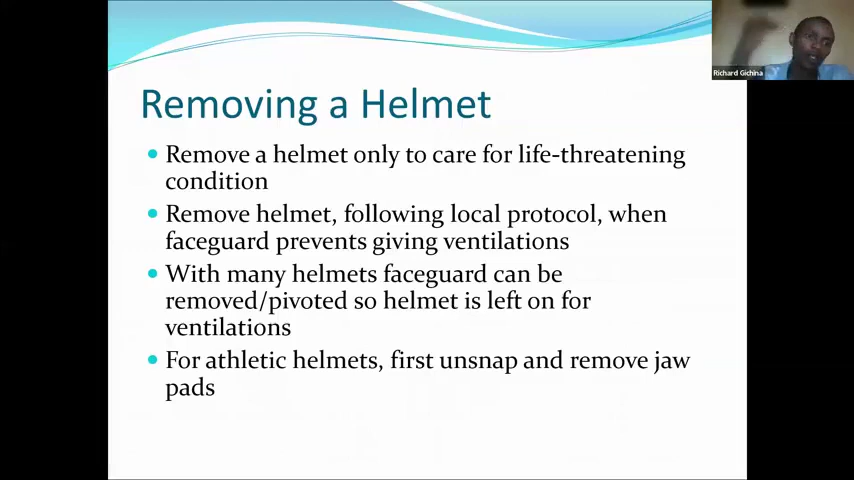 Richard Gichina
Removing a Helmet
Remove a helmet only to care for life-threatening
condition
Remove helmet, following local protocol, when
faceguard prevents giving ventilations
With many helmets faceguard can be
removed/pivoted so helmet is left on for
ventilations
For athletic helmets, first unsnap and remove jaw
pads